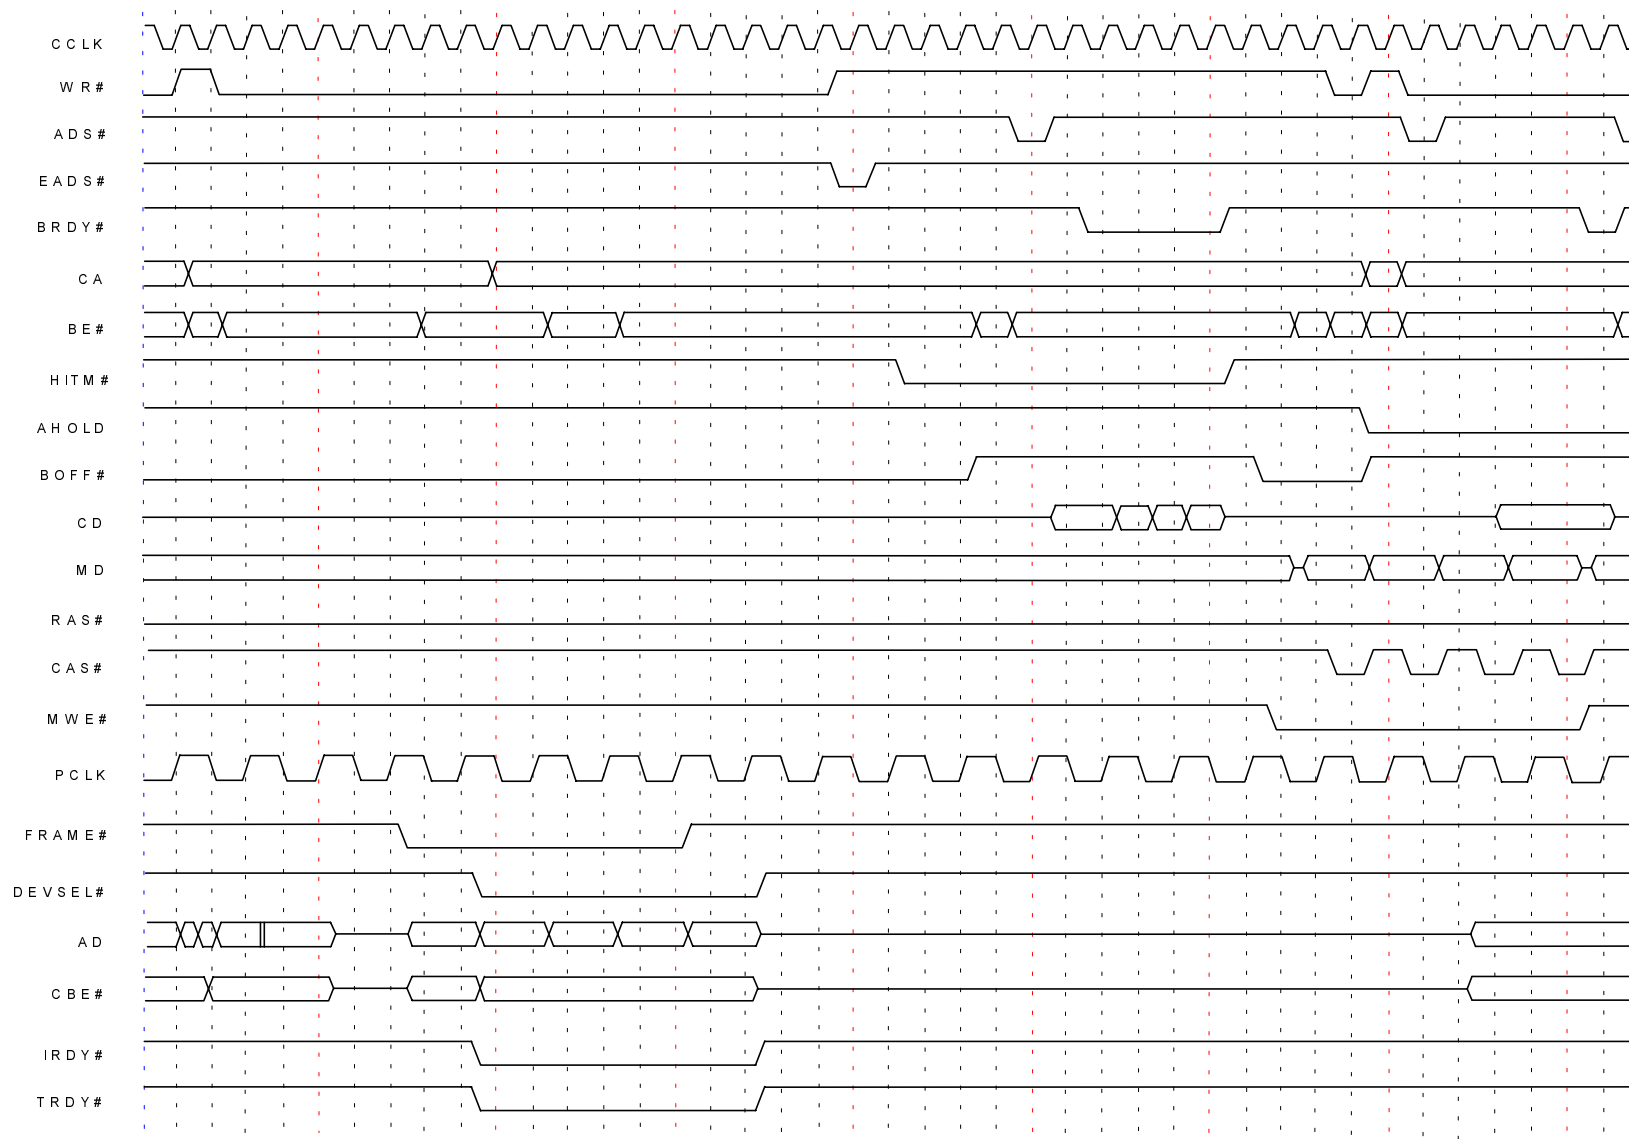 CCLK
WR#
ADS#
EADS#
BRDY#
CA
BE#
HITM#
AHOLD
BOFF#
CD
MD
RAS#
CAS#
MWE#
PCLK
FRAME#
DEVSEL#
AD
CBE#
IRDY#
TRDY#